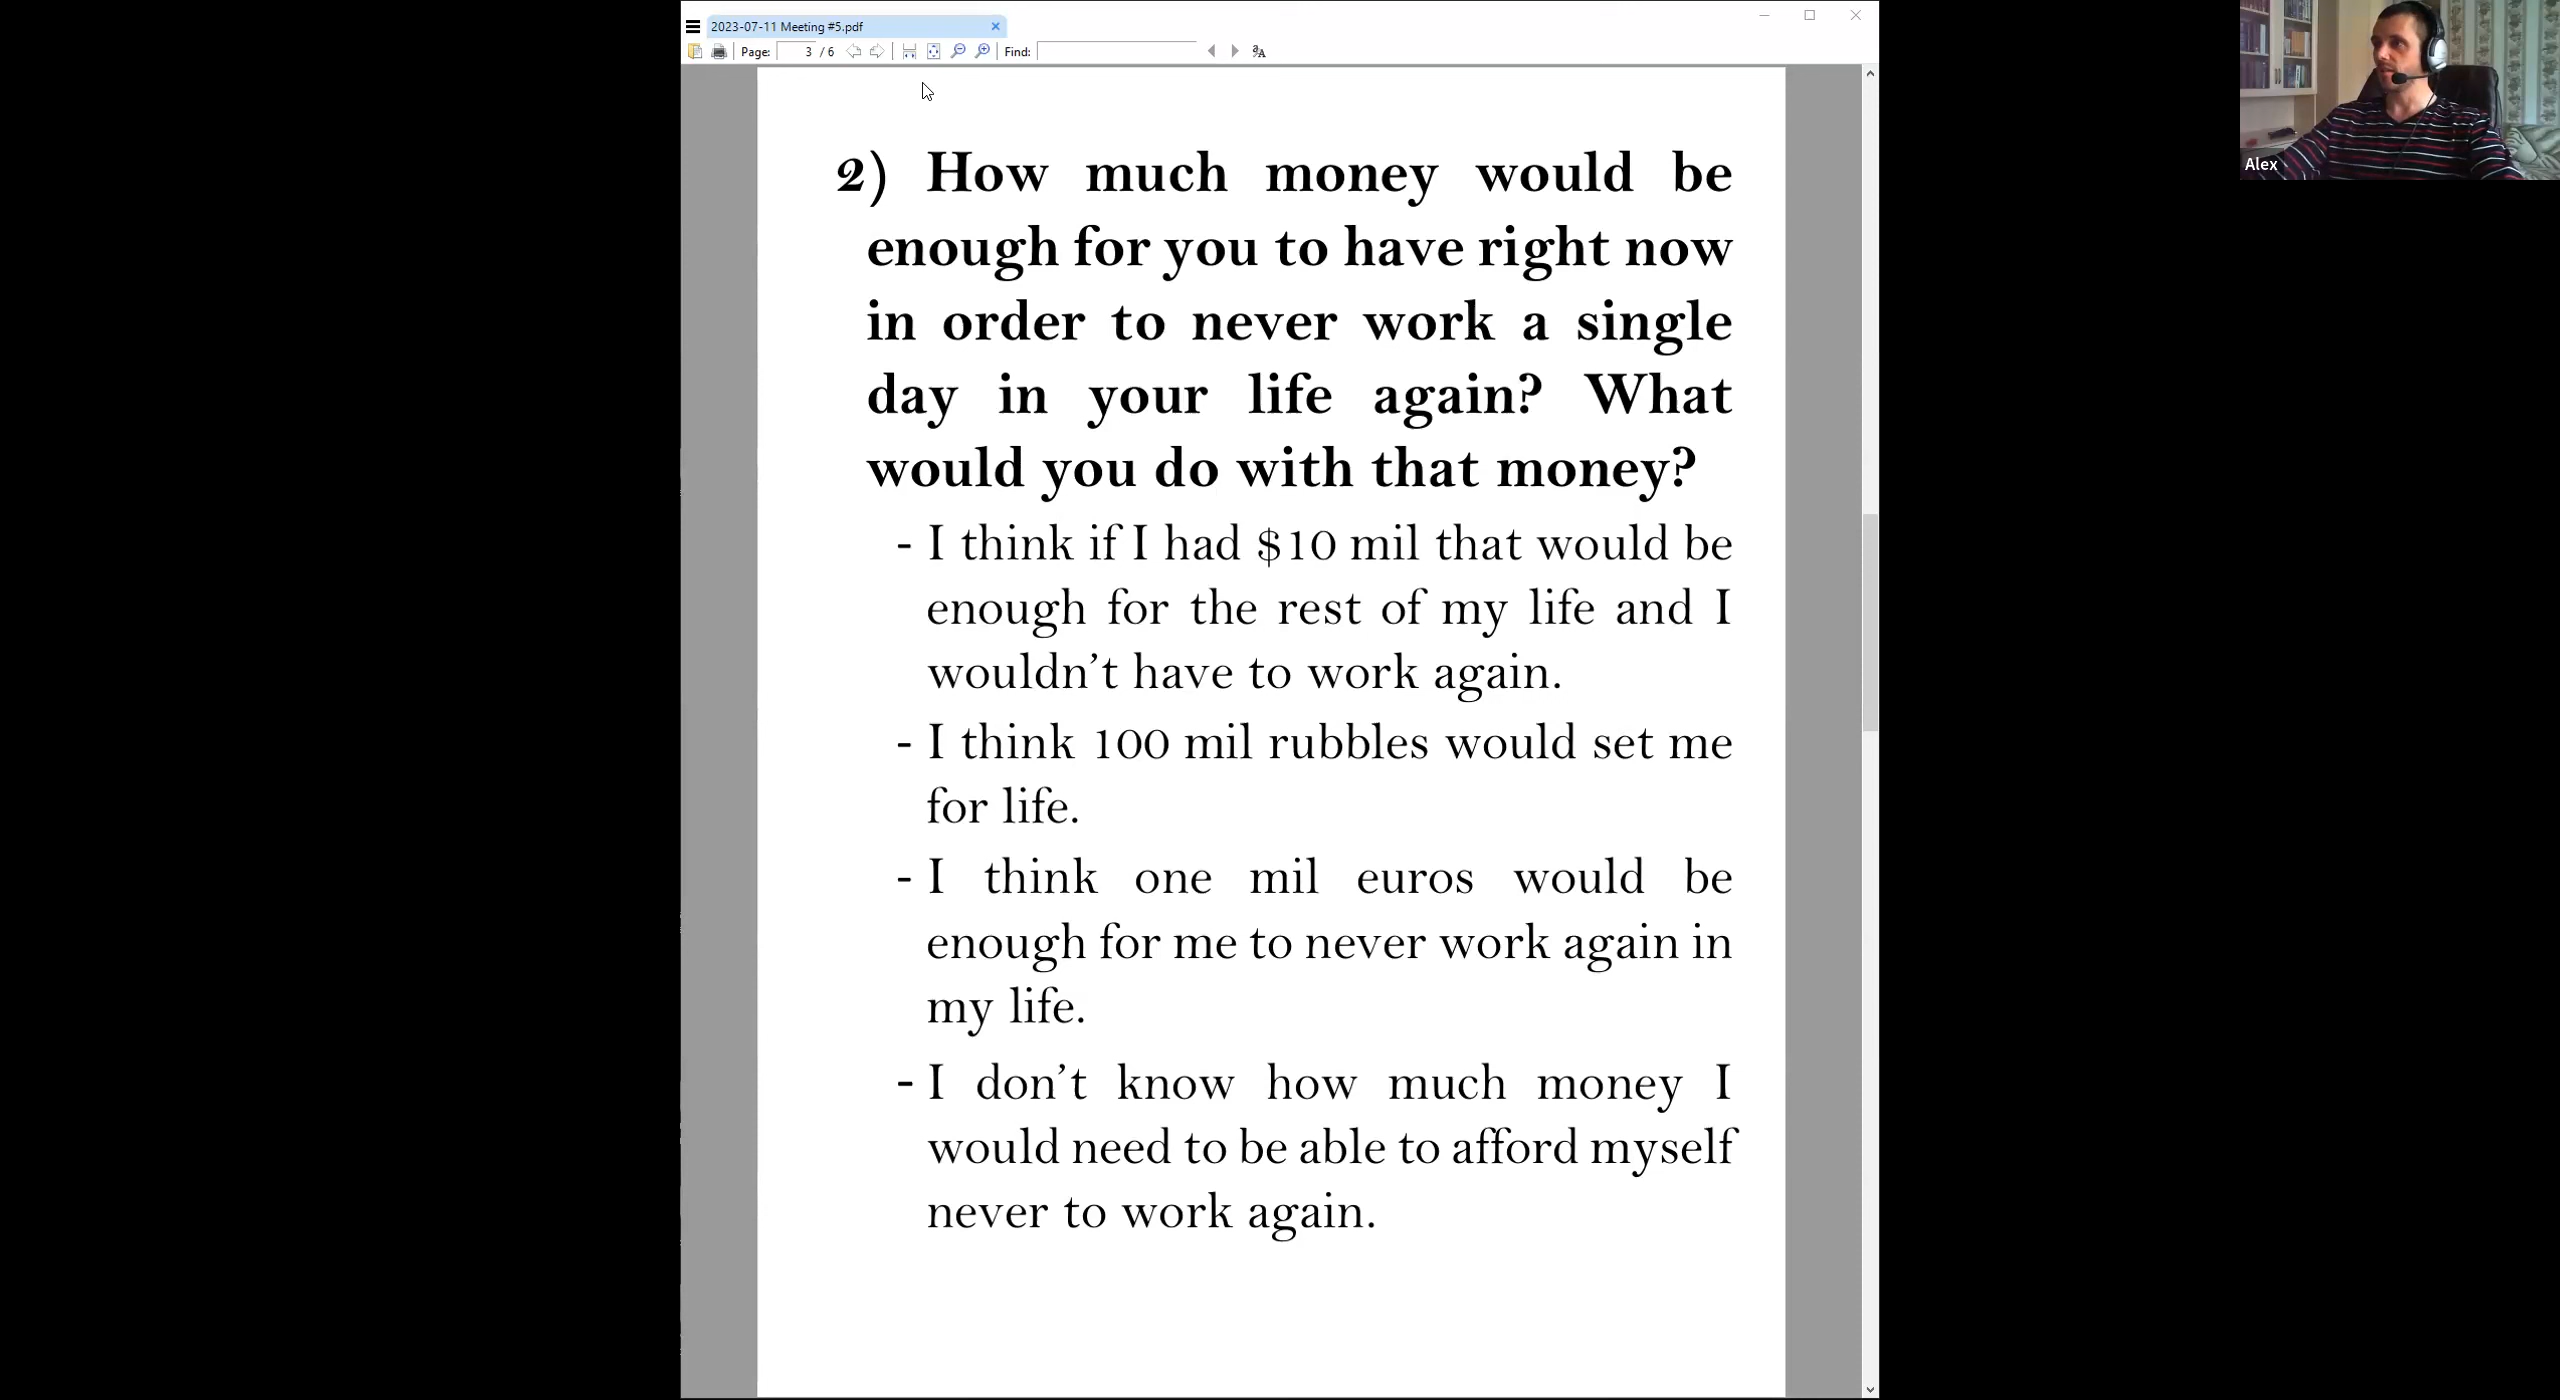 2023-07-11 Meeting #5.pdf
Page: 3 / 6 Find:
2) How much money would be
enough for you to have right now
in order to never work a single
day in your life again? What
would you do with that money?
- I think if I had $10 mil that would be
enough for the rest of my life and I
wouldn’t have to work again.
- I think 100 mil rubbles would set me
for life.
- I think one mil euros would be
enough for me to never work again in
my life.
- I don’t know how much money I
would need to be able to afford myself
never to work again.
Alex